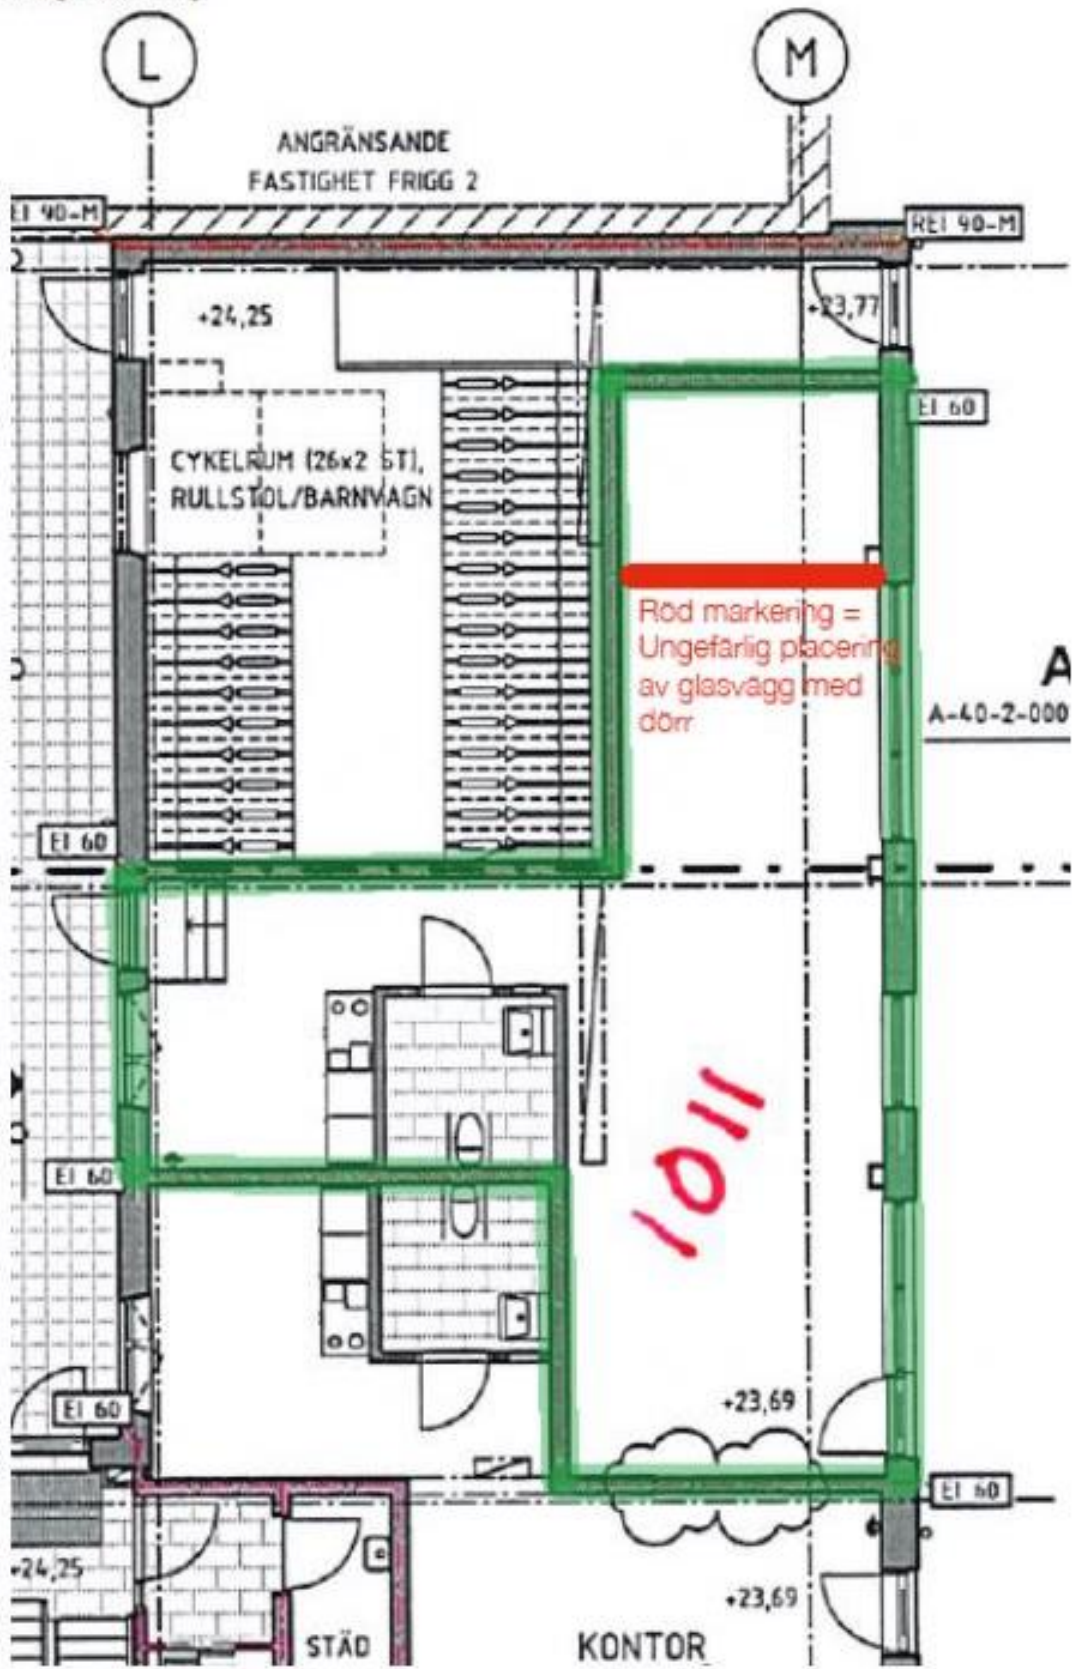 L
M
ANGRÄNSANDE
FASTIGHET FRIGG 2
EI 90-M
REI 90-M
+24,25
+23,77
EI 60
CYKELRUM (26x2 ST),
RULLSTOL/BARNVAGN
Röd markering =
Ungefärlig placering
av glasvägg med
dörr
A
A-40-2-000
EI 60
1011
EI 60
+23,69
EI 60
EI 60
+24,25
+23,69
STÄD
KONTOR